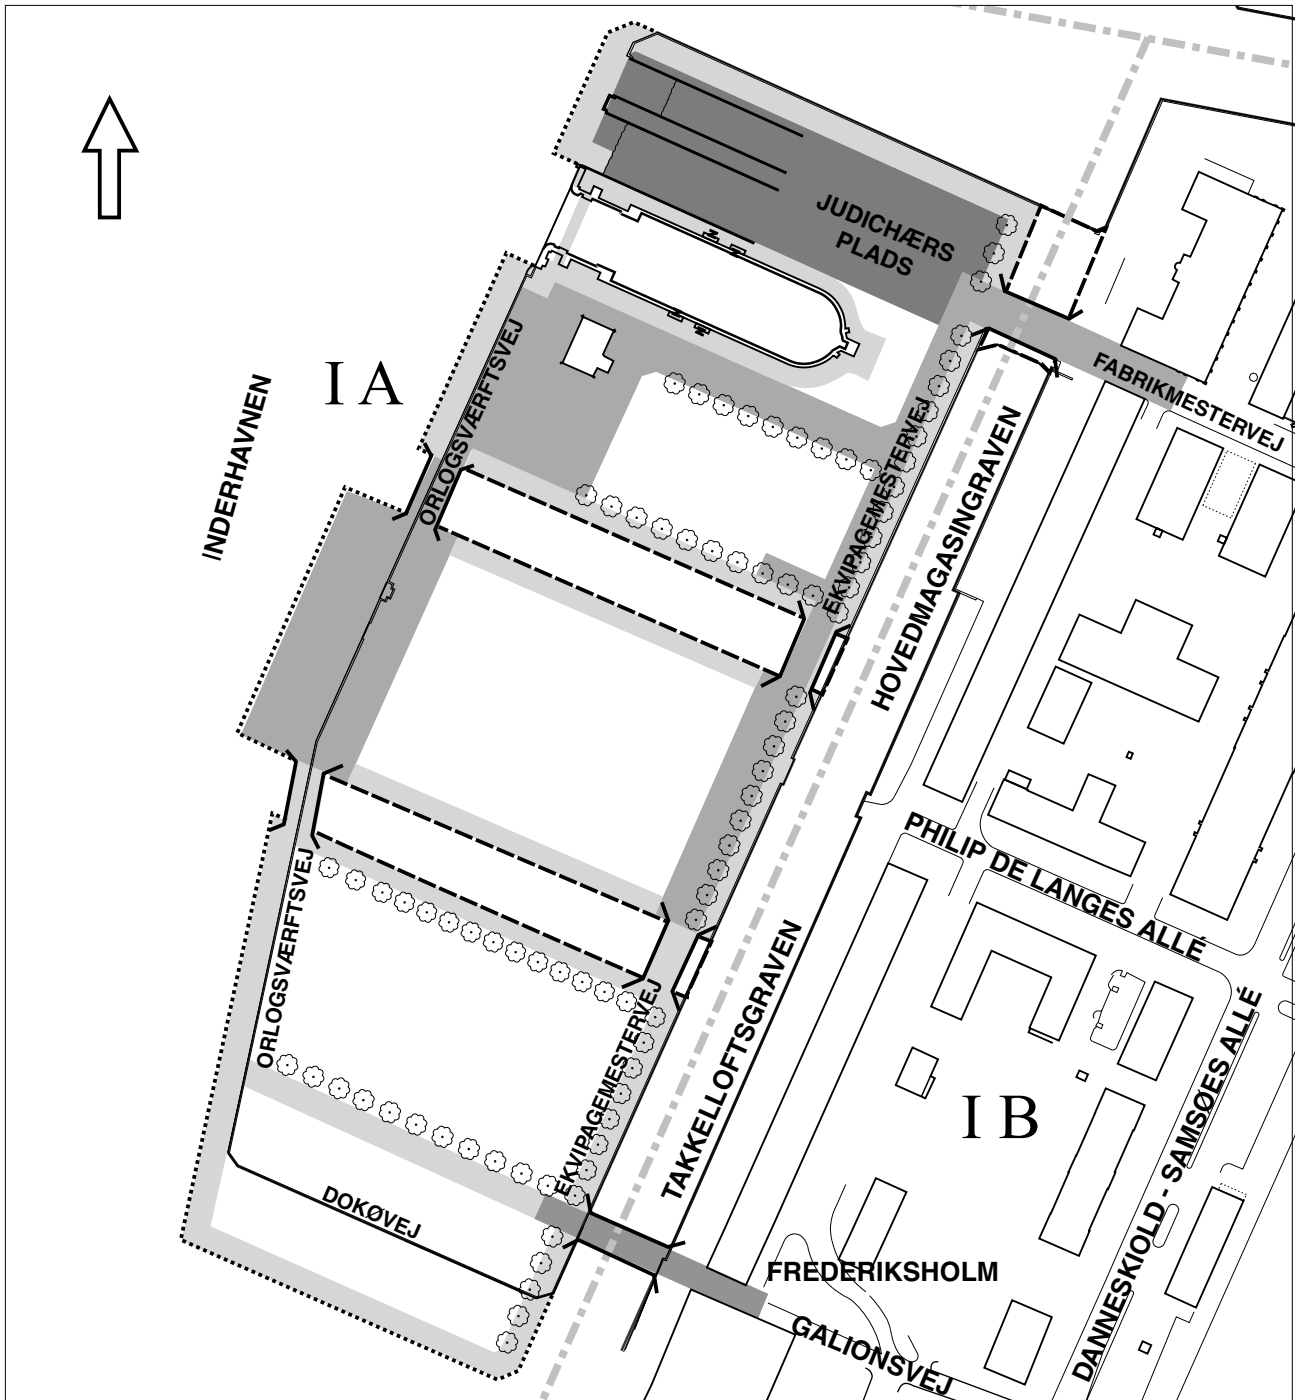 JUDICHÆRS
PLADS
I A
ORLOGSVÆRFTSVEJ
INDERHAVNEN
FABRIKMESTERVEJ
EKVIPAGEMESTERVEJ
HOVEDMAGASINGRAVEN
PHILIP DE LANGES ALLÉ
ORLOGSVÆRFTSVEJ
TAKKELLOFTSGRAVEN
EKVIPAGEMESTERVEJ
I B
DANNESKIOLD - SAMSØES ALLÉ
DOKØVEJ
FREDERIKSHOLM
GALIONSVEJ